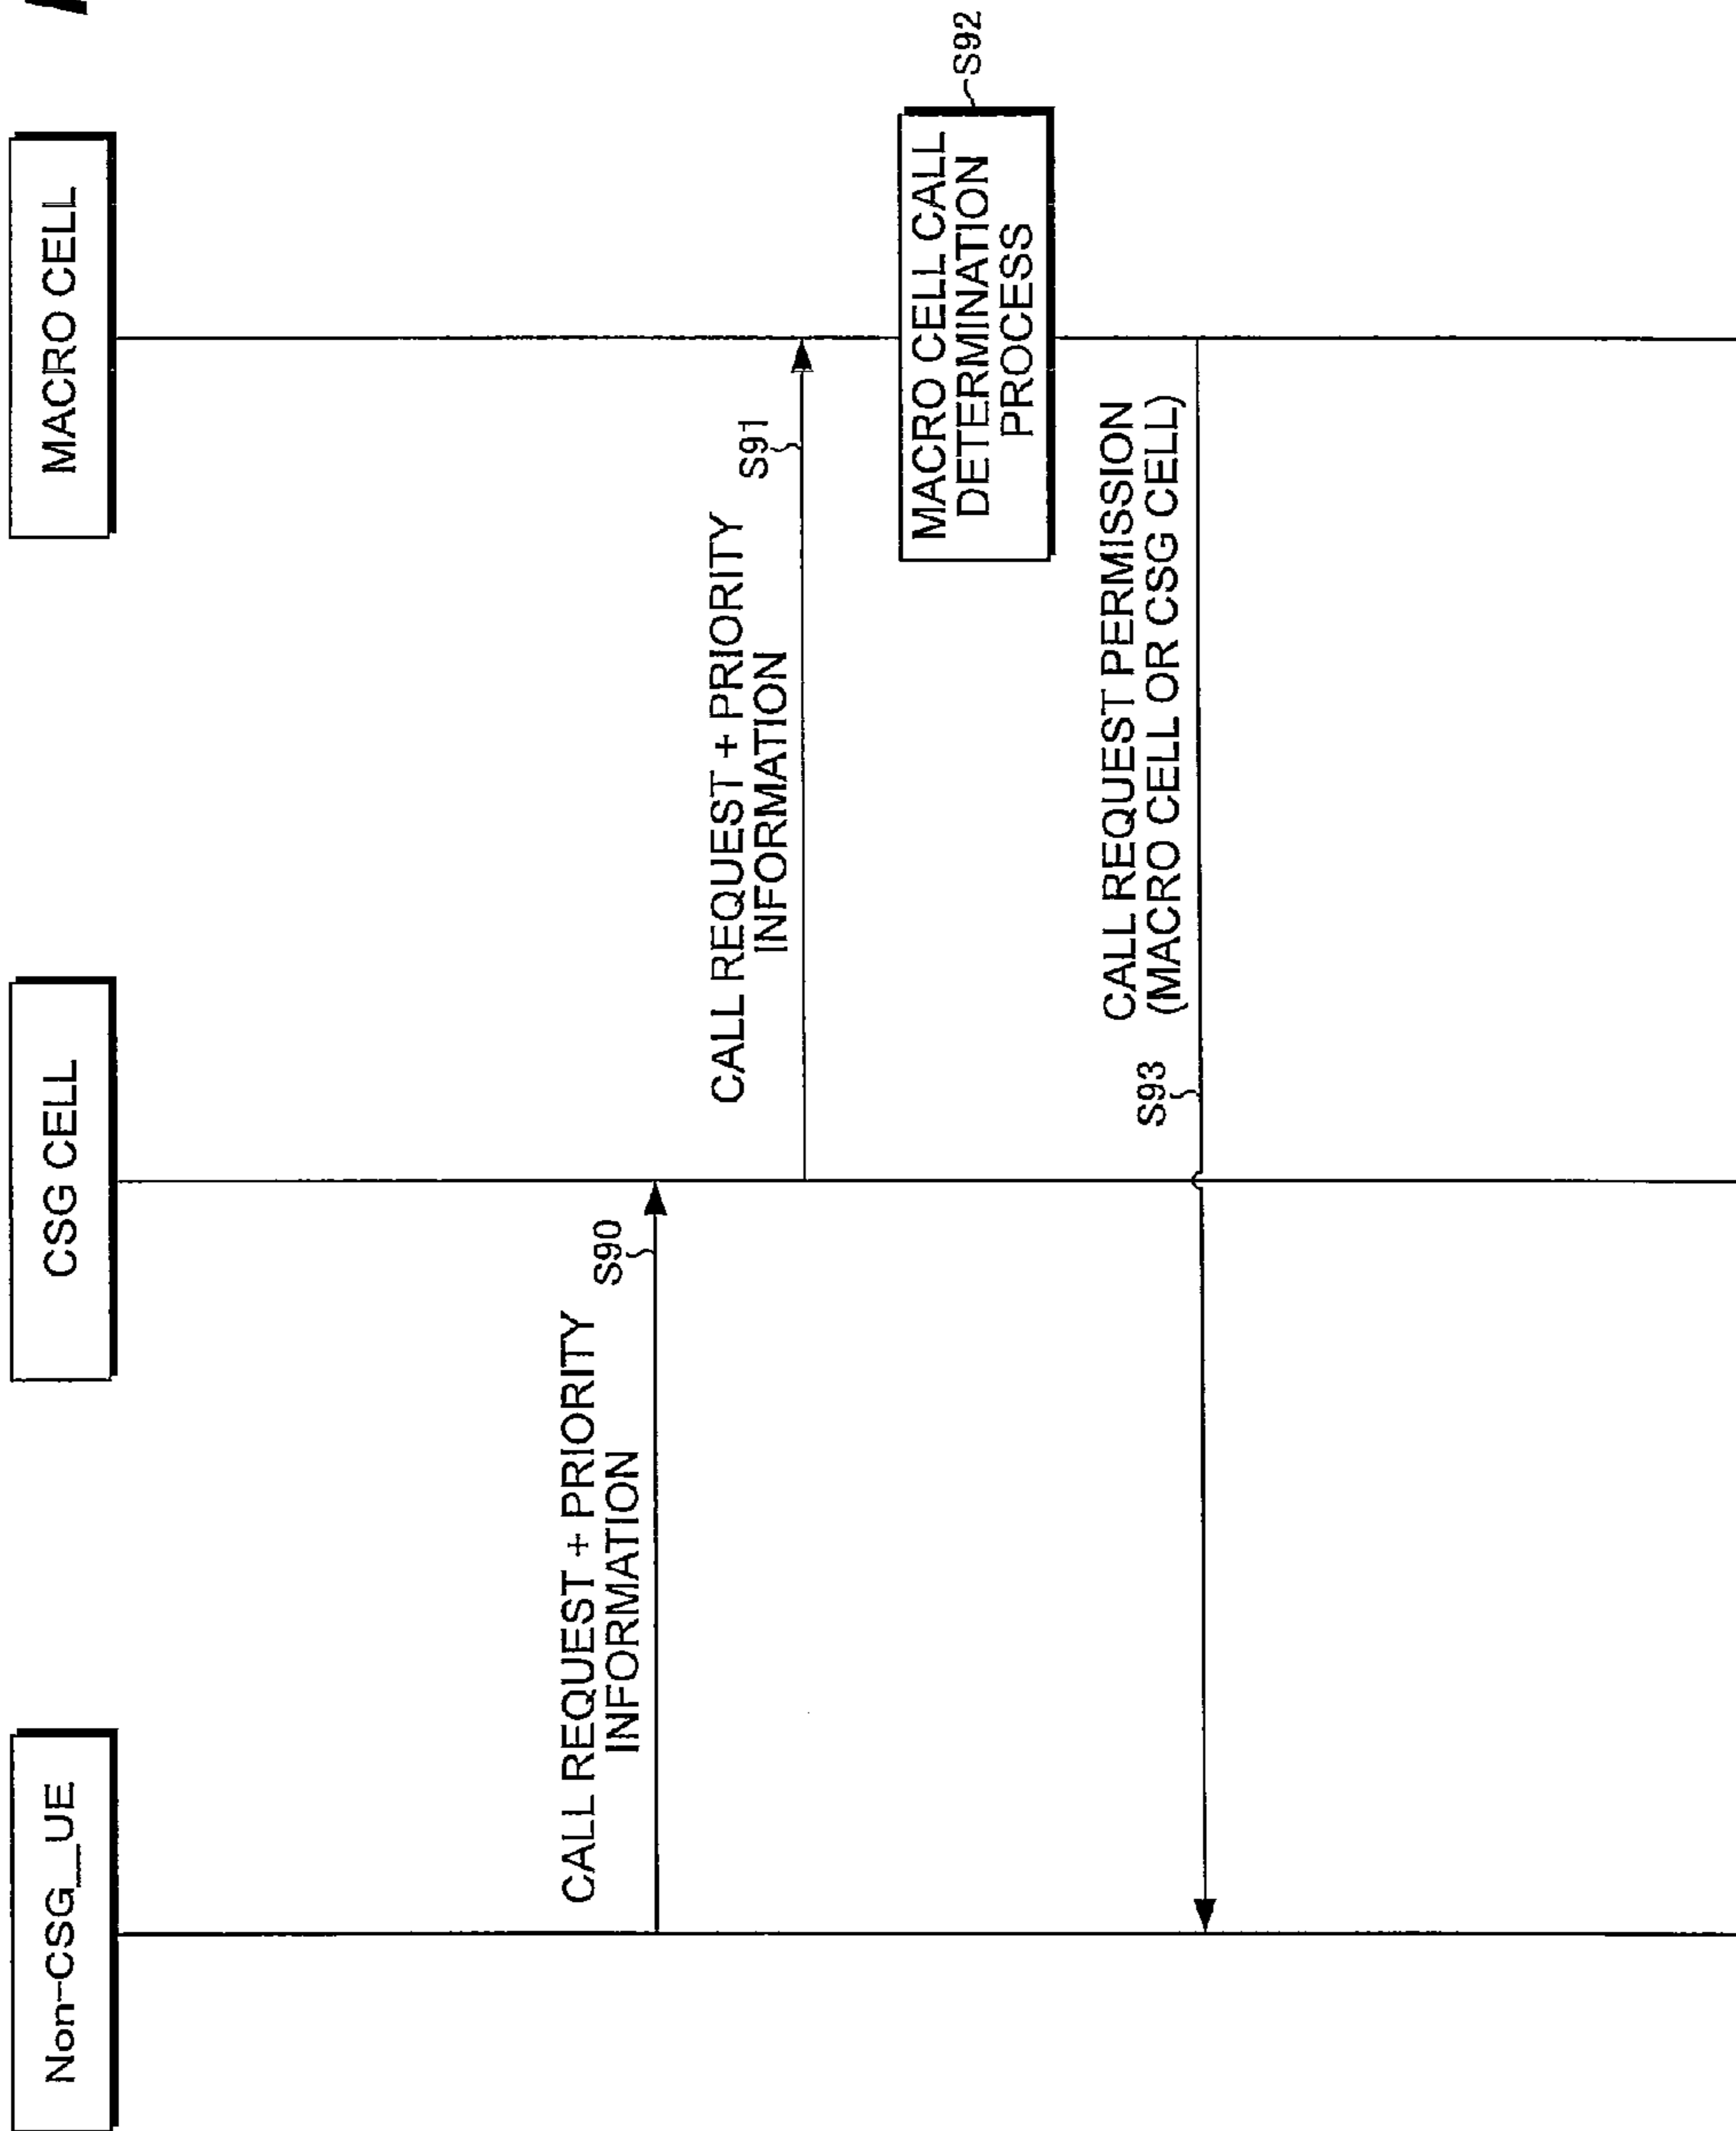 Non-CSG_UE
CSG CELL
MACRO CELL
CALL REQUEST + PRIORITY
INFORMATION
S90
CALL REQUEST + PRIORITY
INFORMATION
S91
MACRO CELL CALL
DETERMINATION
PROCESS
S92
CALL REQUEST PERMISSION
(MACRO CELL OR CSG CELL)
S93